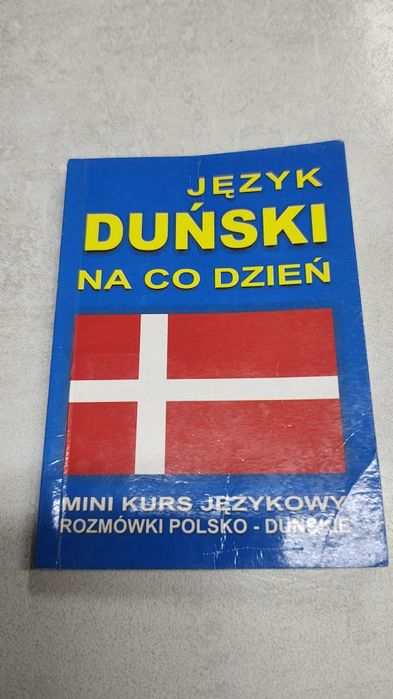 JĘZYK
DUŃSKI
NA CO DZIEŃ
MINI KURS JĘZYKOWY
ROZMÓWKI POLSKO - DUŃSKIE